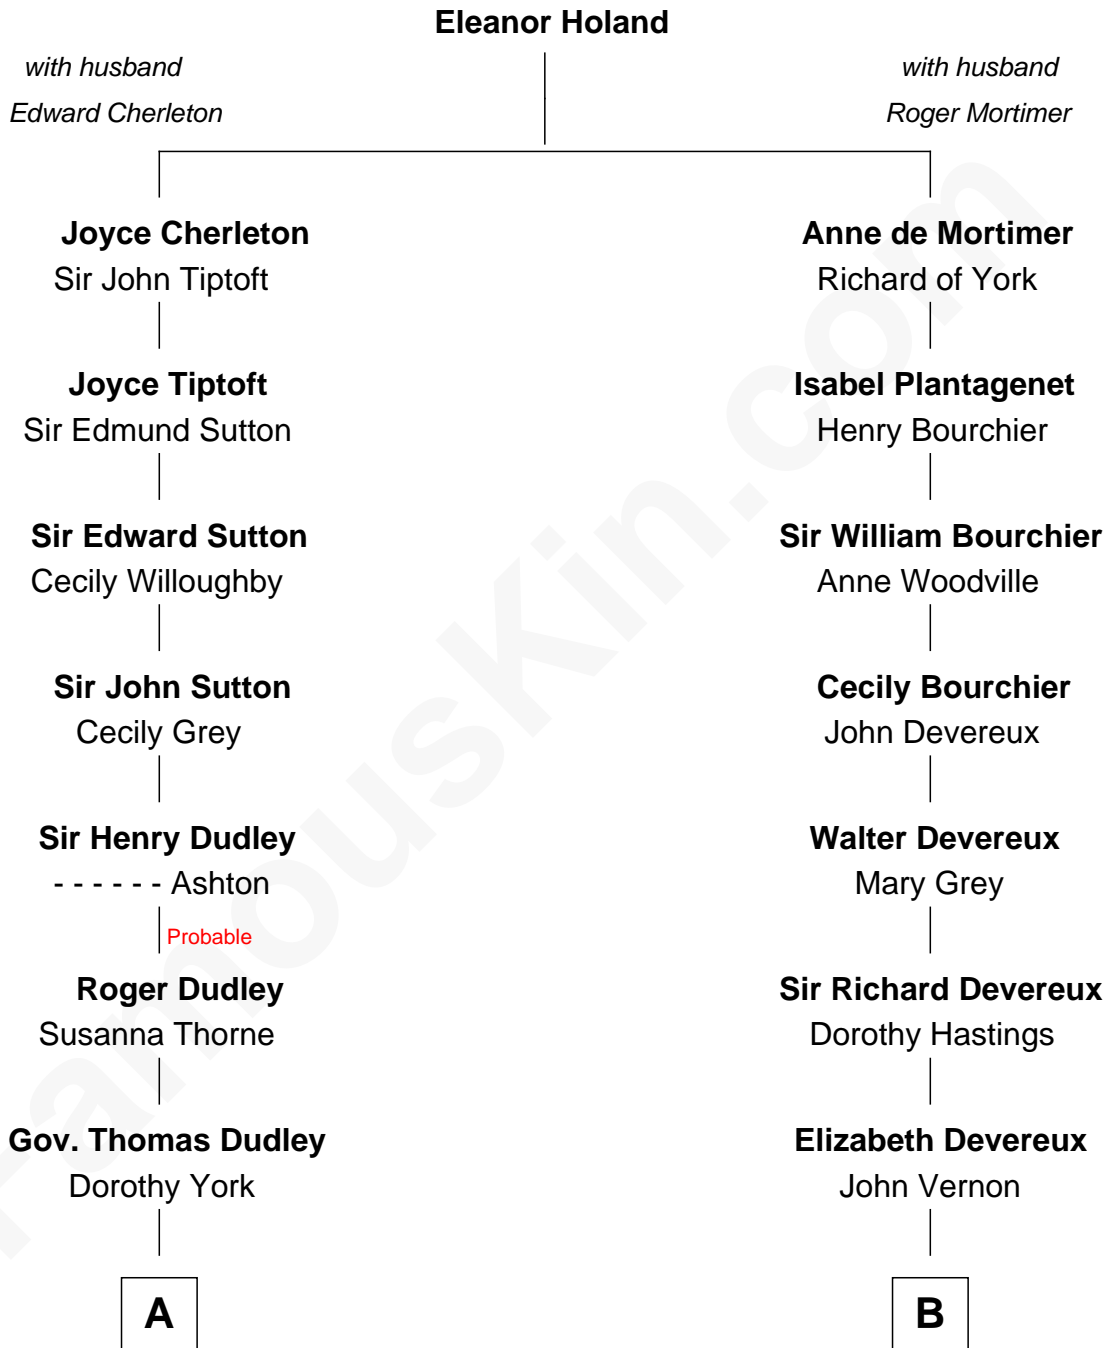 Eleanor Holand
with husband
Edward Cherleton
with husband
Roger Mortimer
Joyce Cherleton
Sir John Tiptoft
Anne de Mortimer
Richard of York
Joyce Tiptoft
Sir Edmund Sutton
Isabel Plantagenet
Henry Bourchier
Sir Edward Sutton
Cecily Willoughby
Sir William Bourchier
Anne Woodville
Sir John Sutton
Cecily Grey
Cecily Bourchier
John Devereux
Sir Henry Dudley
- - - - - - Ashton
Probable
Walter Devereux
Mary Grey
Roger Dudley
Susanna Thorne
Sir Richard Devereux
Dorothy Hastings
Gov. Thomas Dudley
Dorothy York
Elizabeth Devereux
John Vernon
A
B
FamousKin.com